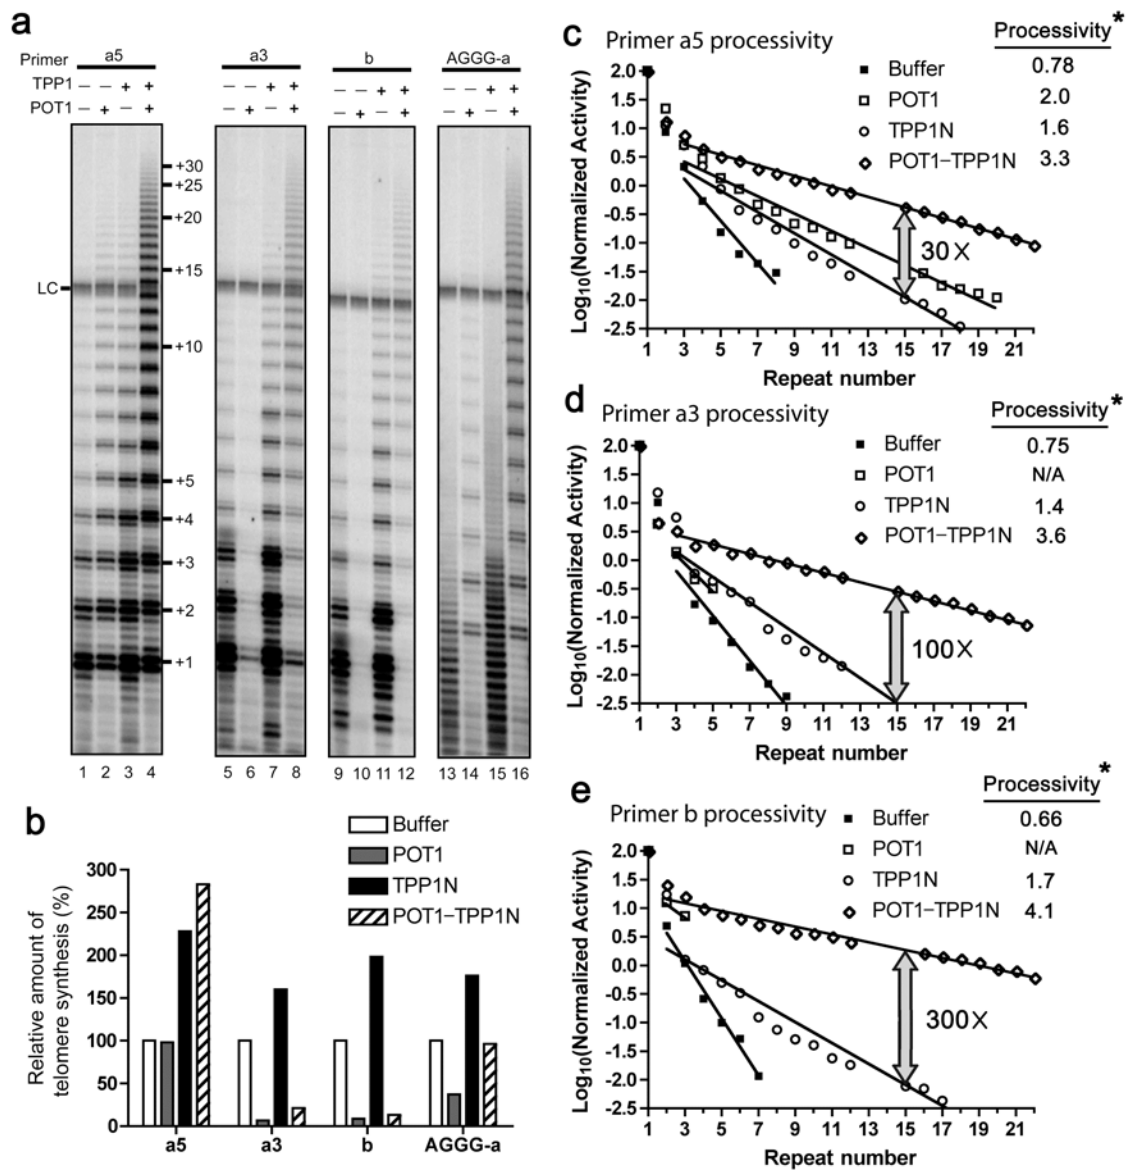 a
Primer a5 a3 b AGGG-a
TPP1 — — + + — — + + — — + + — — + +
POT1 — + — + — + — + — + — + — + — +
+30
+25
+20
+15
LC
+10
+5
+4
+3
+2
+1
1 2 3 4 5 6 7 8 9 10 11 12 13 14 15 16
b
Buffer
POT1
TPP1N
POT1–TPP1N
Relative amount of
telomere synthesis (%)
300
250
200
150
100
50
0
a5 a3 b AGGG-a
c
Primer a5 processivity
Processivity*
Buffer 0.78
POT1 2.0
TPP1N 1.6
POT1–TPP1N 3.3
Log10(Normalized Activity)
2.0
1.5
1.0
0.5
0.0
-0.5
-1.0
-1.5
-2.0
-2.5
30X
1 3 5 7 9 11 13 15 17 19 21
Repeat number
d
Primer a3 processivity
Processivity*
Buffer 0.75
POT1 N/A
TPP1N 1.4
POT1–TPP1N 3.6
Log10(Normalized Activity)
2.0
1.5
1.0
0.5
0.0
-0.5
-1.0
-1.5
-2.0
-2.5
100X
1 3 5 7 9 11 13 15 17 19 21
Repeat number
e
Primer b processivity
Processivity*
Buffer 0.66
POT1 N/A
TPP1N 1.7
POT1–TPP1N 4.1
Log10(Normalized Activity)
2.0
1.5
1.0
0.5
0.0
-0.5
-1.0
-1.5
-2.0
-2.5
300X
1 3 5 7 9 11 13 15 17 19 21
Repeat number